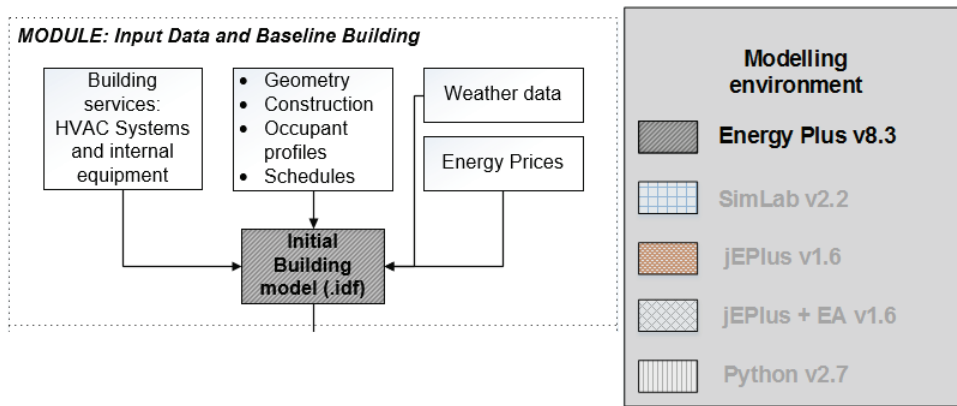 MODULE: Input Data and Baseline Building
Building
services:
HVAC Systems
and internal
equipment
• Geometry
• Construction
• Occupant
profiles
• Schedules
Weather data
Energy Prices
Initial
Building
model (.idf)
Modelling
environment
Energy Plus v8.3
SimLab v2.2
jEPlus v1.6
jEPlus + EA v1.6
Python v2.7